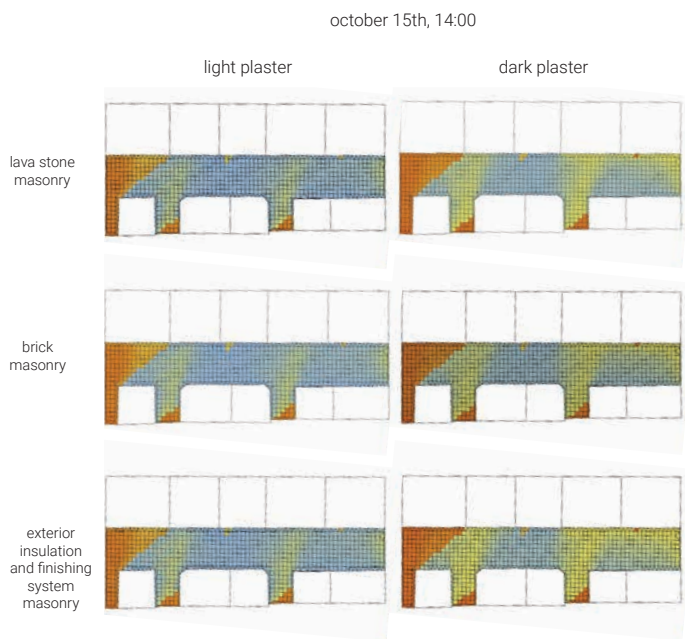 october 15th, 14:00
light plaster
dark plaster
lava stone
masonry
brick
masonry
exterior
insulation
and finishing
system
masonry